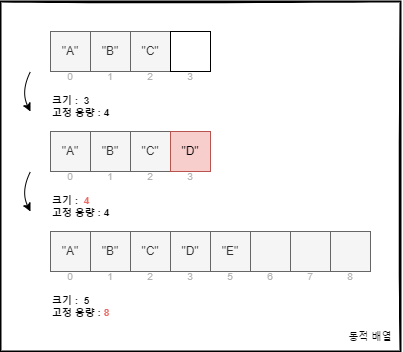 "A" "B" "C"
0 1 2 3
크기 : 3
고정 용량 : 4
"A" "B" "C" "D"
0 1 2 3
크기 : 4
고정 용량 : 4
"A" "B" "C" "D" "E"
0 1 2 3 5 6 7 8
크기 : 5
고정 용량 : 8
동적 배열